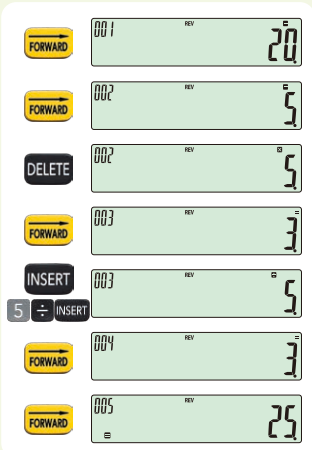 FORWARD 001 REV 20.
FORWARD 002 REV 5.
DELETE 002 REV 5.
FORWARD 003 REV = 3.
INSERT 003 REV 5.
5 ÷ INSERT
FORWARD 004 REV = 3.
FORWARD 005 REV 25.